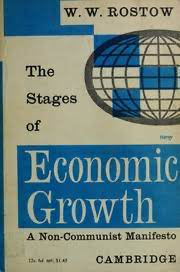 W. W. ROSTOW
The
Stages
of
Economic
Growth
A Non-Communist Manifesto
CAMBRIDGE